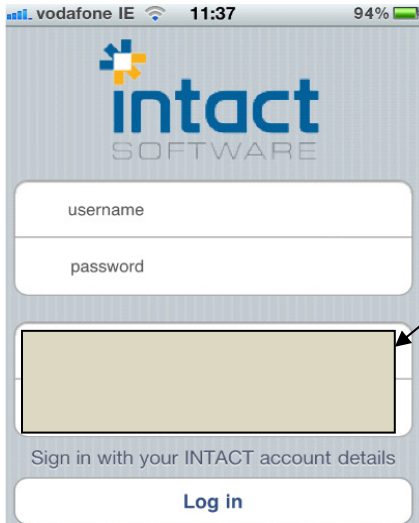 vodafone IE 11:37 94%
intact
SOFTWARE
username
password
Sign in with your INTACT account details
Log in